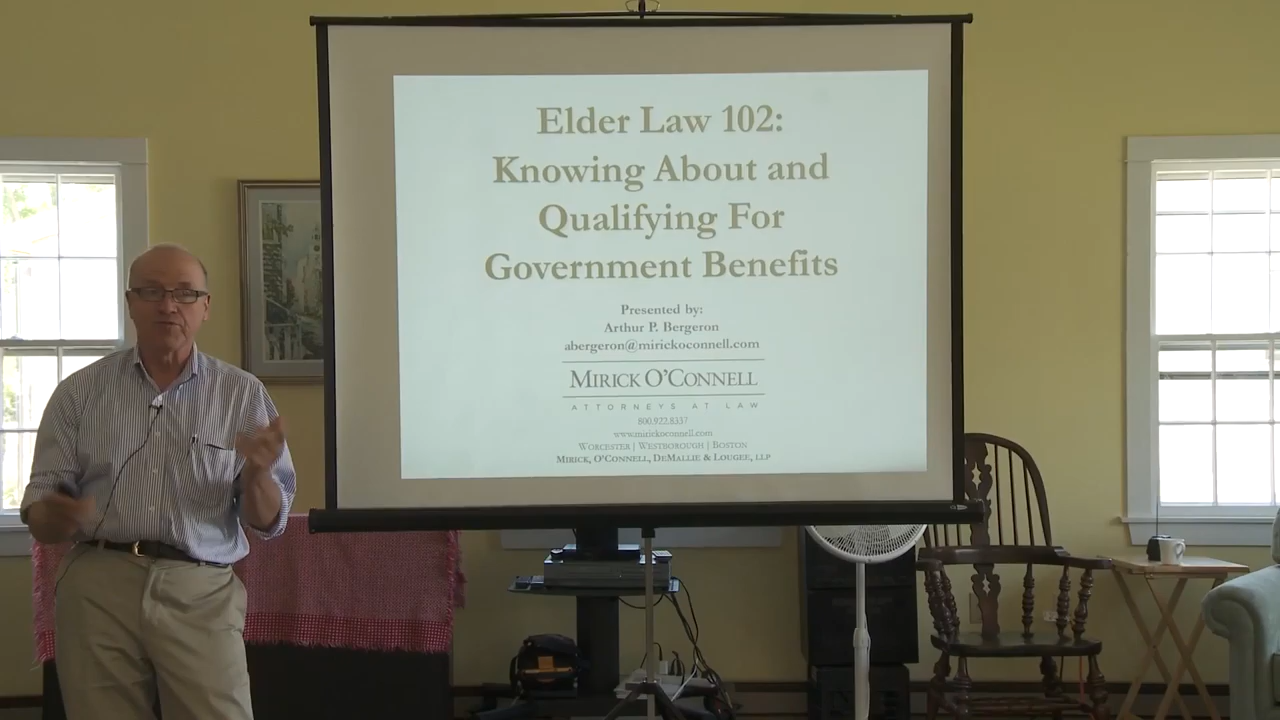 Elder Law 102:
Knowing About and
Qualifying For
Government Benefits
Presented by:
Arthur P. Bergeron
abergeron@mirickoconnell.com
MIRICK O'CONNELL
ATTORNEYS AT LAW
800.922.8337
www.mirickoconnell.com
WORCESTER | WESTBOROUGH | BOSTON
MIRICK, O'CONNELL, DEMALLIE & LOUGEE, LLP